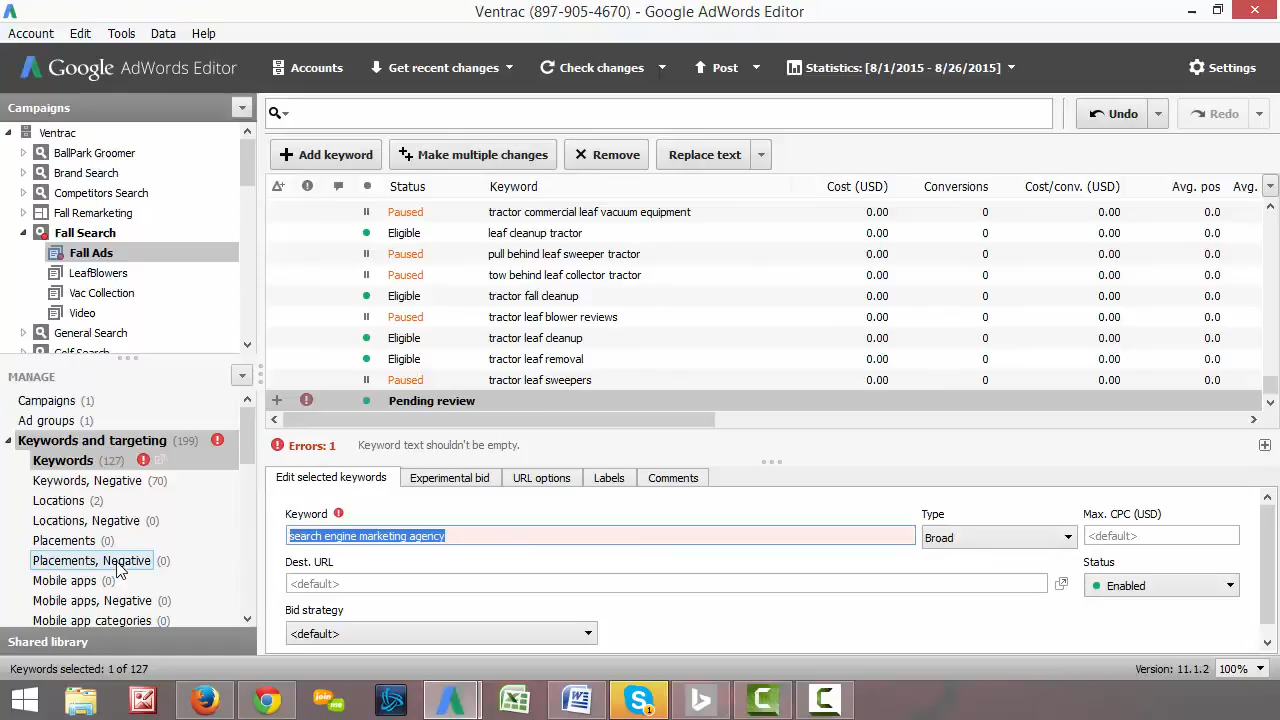 Ventrac (897-905-4670) - Google AdWords Editor
Account Edit Tools Data Help
Google AdWords Editor Accounts Get recent changes Check changes Post Statistics: [8/1/2015 - 8/26/2015] Settings
Campaigns
Ventrac
BallPark Groomer
Brand Search
Competitors Search
Fall Remarketing
Fall Search
Fall Ads
LeafBlowers
Vac Collection
Video
General Search
Golf Search
MANAGE
Campaigns (1)
Ad groups (1)
Keywords and targeting (199)
Keywords (127)
Keywords, Negative (70)
Locations (2)
Locations, Negative (0)
Placements (0)
Placements, Negative (0)
Mobile apps (0)
Mobile apps, Negative (0)
Mobile app categories (0)
Shared library
Undo Redo
Add keyword Make multiple changes Remove Replace text
Status Keyword Cost (USD) Conversions Cost/conv. (USD) Avg. pos Avg.
Paused tractor commercial leaf vacuum equipment 0.00 0 0.00 0.0
Eligible leaf cleanup tractor 0.00 0 0.00 0.0
Paused pull behind leaf sweeper tractor 0.00 0 0.00 0.0
Paused tow behind leaf collector tractor 0.00 0 0.00 0.0
Eligible tractor fall cleanup 0.00 0 0.00 0.0
Paused tractor leaf blower reviews 0.00 0 0.00 0.0
Eligible tractor leaf cleanup 0.00 0 0.00 0.0
Eligible tractor leaf removal 0.00 0 0.00 0.0
Paused tractor leaf sweepers 0.00 0 0.00 0.0
Pending review
Errors: 1 Keyword text shouldn't be empty.
Edit selected keywords Experimental bid URL options Labels Comments
Keyword Type Max. CPC (USD)
search engine marketing agency Broad <default>
Dest. URL Status
<default> Enabled
Bid strategy
<default>
Keywords selected: 1 of 127 Version: 11.1.2 100%
join me
1